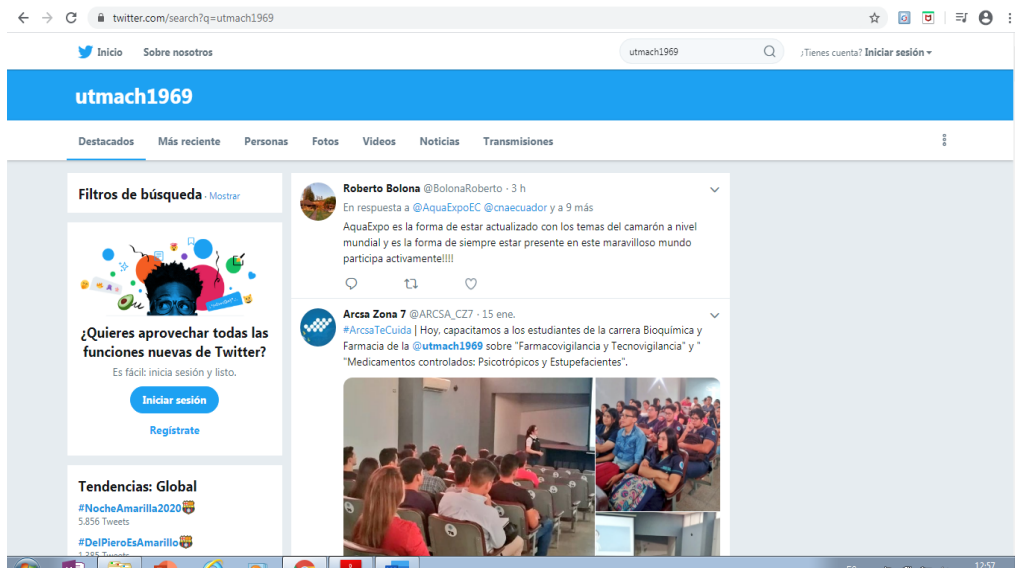 twitter.com/search?q=utmach1969
Inicio Sobre nosotros
utmach1969
¿Tienes cuenta? Iniciar sesión
utmach1969
Destacados Más reciente Personas Fotos Videos Noticias Transmisiones
Filtros de búsqueda · Mostrar
¿Quieres aprovechar todas las
funciones nuevas de Twitter?
Es fácil: inicia sesión y listo.
Iniciar sesión
Regístrate
Tendencias: Global
#NocheAmarilla2020
5.856 Tweets
#DelPieroEsAmarillo
1.385 Tweets
Roberto Bolona @BolonaRoberto · 3 h
En respuesta a @AquaExpoEC @cnaecuador y a 9 más
AquaExpo es la forma de estar actualizado con los temas del camarón a nivel
mundial y es la forma de siempre estar presente en este maravilloso mundo
participa activamente!!!!
Arcsa Zona 7 @ARCSA_CZ7 · 15 ene.
#ArcsaTeCuida | Hoy, capacitamos a los estudiantes de la carrera Bioquímica y
Farmacia de la @utmach1969 sobre "Farmacovigilancia y Tecnovigilancia" y "
"Medicamentos controlados: Psicotrópicos y Estupefacientes".
12:57